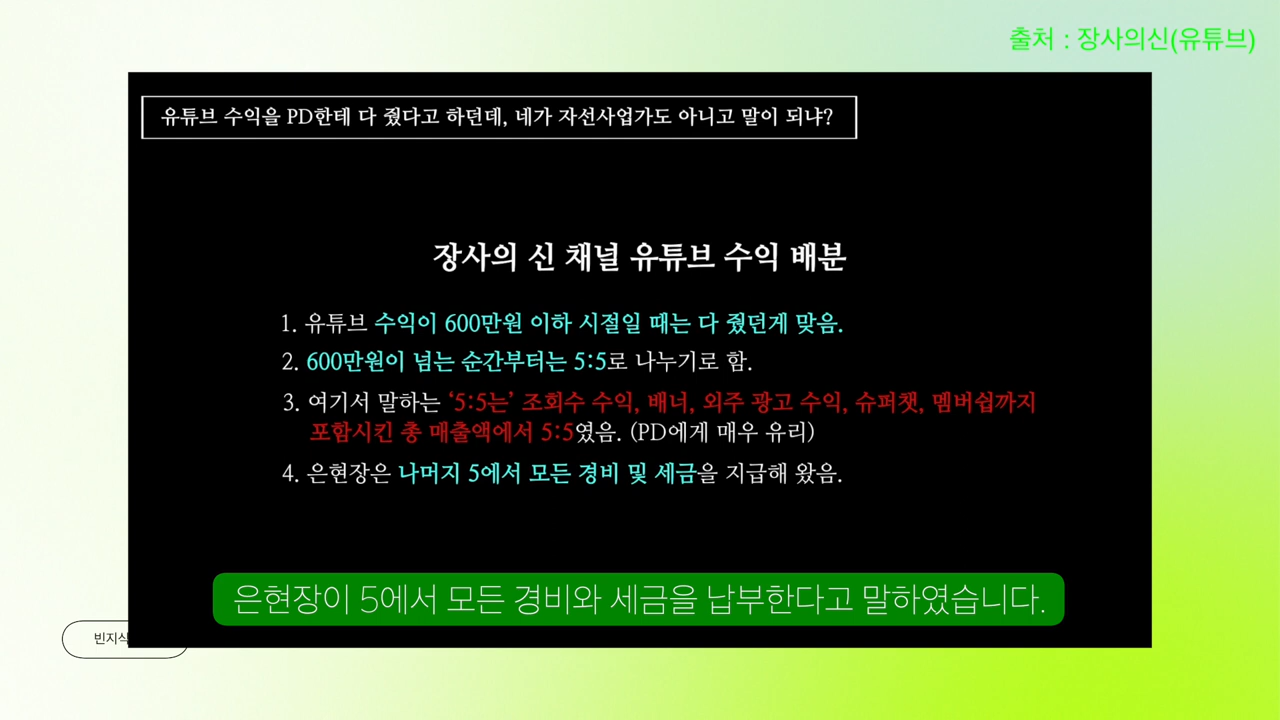 출처 : 장사의신(유튜브)
유튜브 수익을 PD한테 다 줬다고 하던데, 네가 자선사업가도 아니고 말이 되냐?
장사의 신 채널 유튜브 수익 배분
1. 유튜브 수익이 600만원 이하 시절일 때는 다 줬던게 맞음.
2. 600만원이 넘는 순간부터는 5:5로 나누기로 함.
3. 여기서 말하는 ‘5:5는’ 조회수 수익, 배너, 외주 광고 수익, 슈퍼챗, 멤버쉽까지
포함시킨 총 매출액에서 5:5였음. (PD에게 매우 유리)
4. 은현장은 나머지 5에서 모든 경비 및 세금을 지급해 왔음.
은현장이 5에서 모든 경비와 세금을 납부한다고 말하였습니다.
빈지식